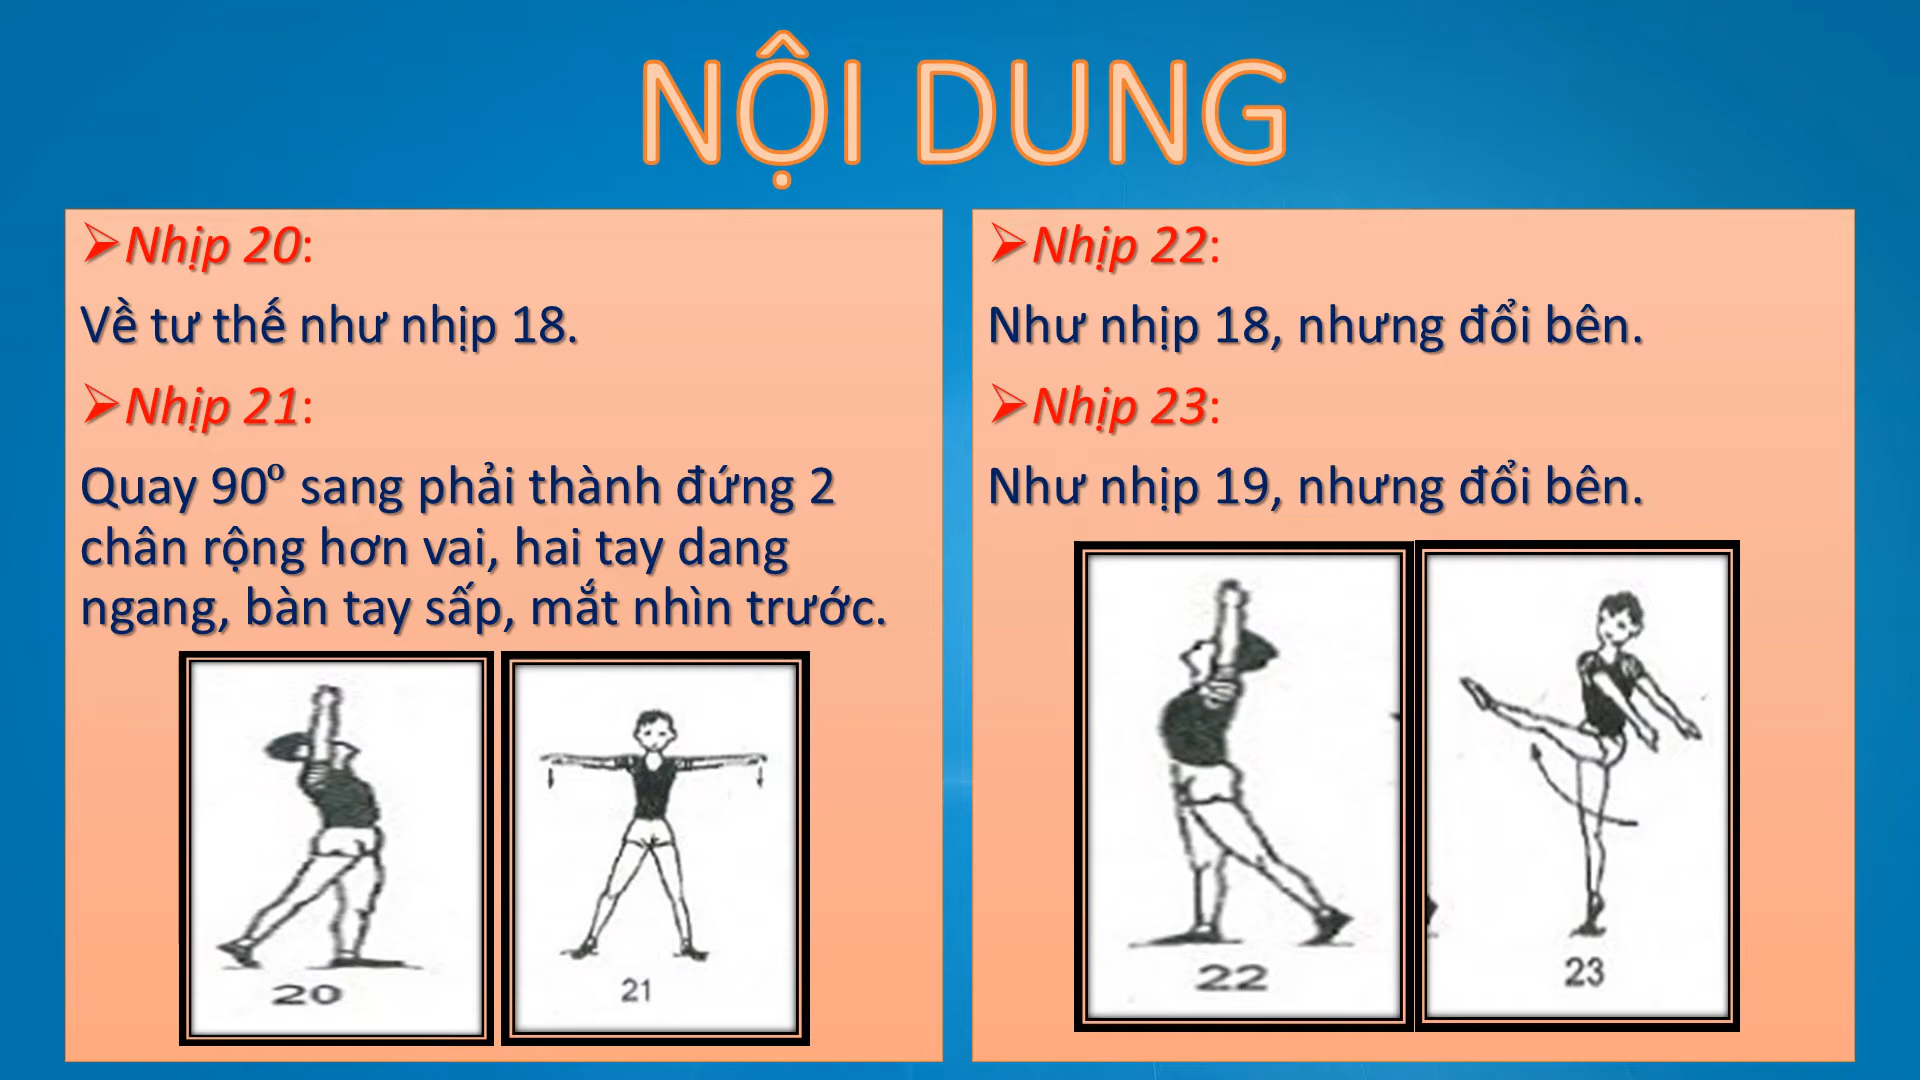 NỘI DUNG
➢Nhịp 20:
Về tư thế như nhịp 18.
➢Nhịp 21:
Quay 90º sang phải thành đứng 2
chân rộng hơn vai, hai tay dang
ngang, bàn tay sấp, mắt nhìn trước.
20
21
➢Nhịp 22:
Như nhịp 18, nhưng đổi bên.
➢Nhịp 23:
Như nhịp 19, nhưng đổi bên.
22
23